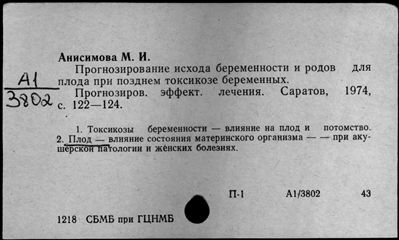 Анисимова М. И.
Прогнозирование исхода беременности и родов для
плода при позднем токсикозе беременных.
Прогнозиров. эффект. лечения. Саратов, 1974,
с. 122—124.
А1
3802
1. Токсикозы беременности — влияние на плод и потомство.
2. Плод — влияние состояния материнского организма — — при аку-
шерской патологии и женских болезнях.
П-1 А1/3802 43
1218 СБМБ при ГЦНМБ